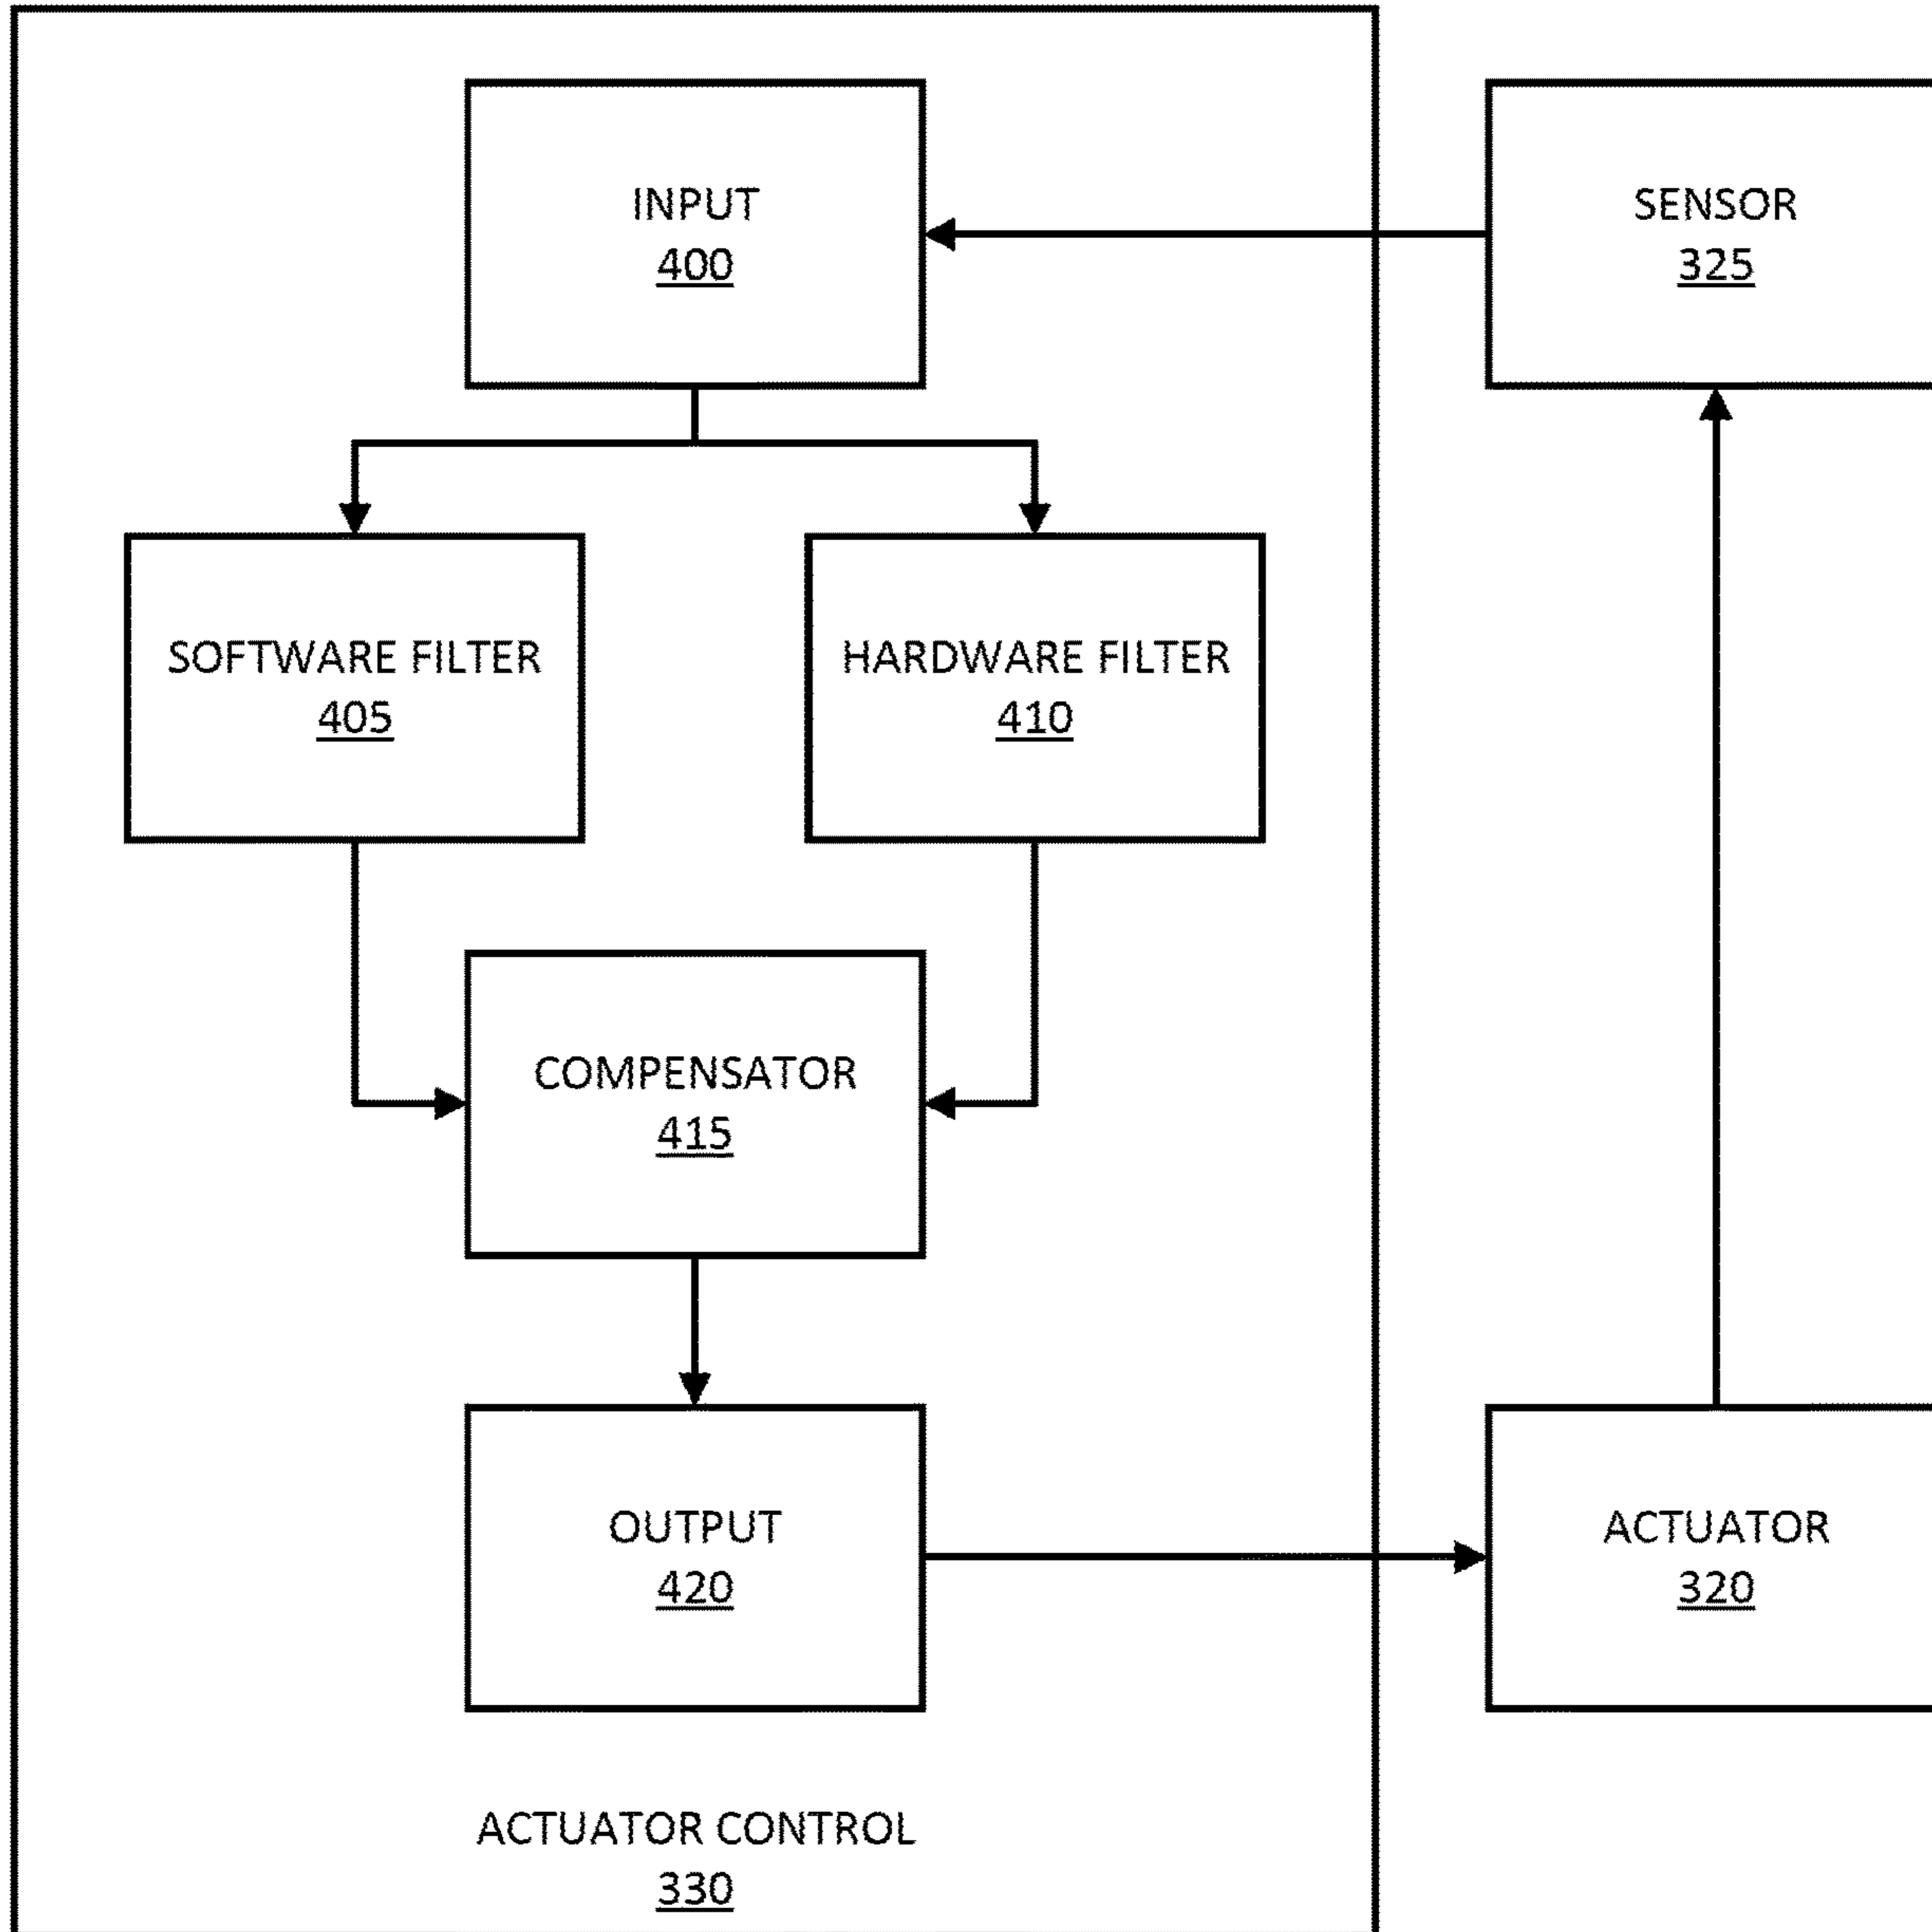 INPUT
400
SENSOR
325
SOFTWARE FILTER
405
HARDWARE FILTER
410
COMPENSATOR
415
OUTPUT
420
ACTUATOR
320
ACTUATOR CONTROL
330